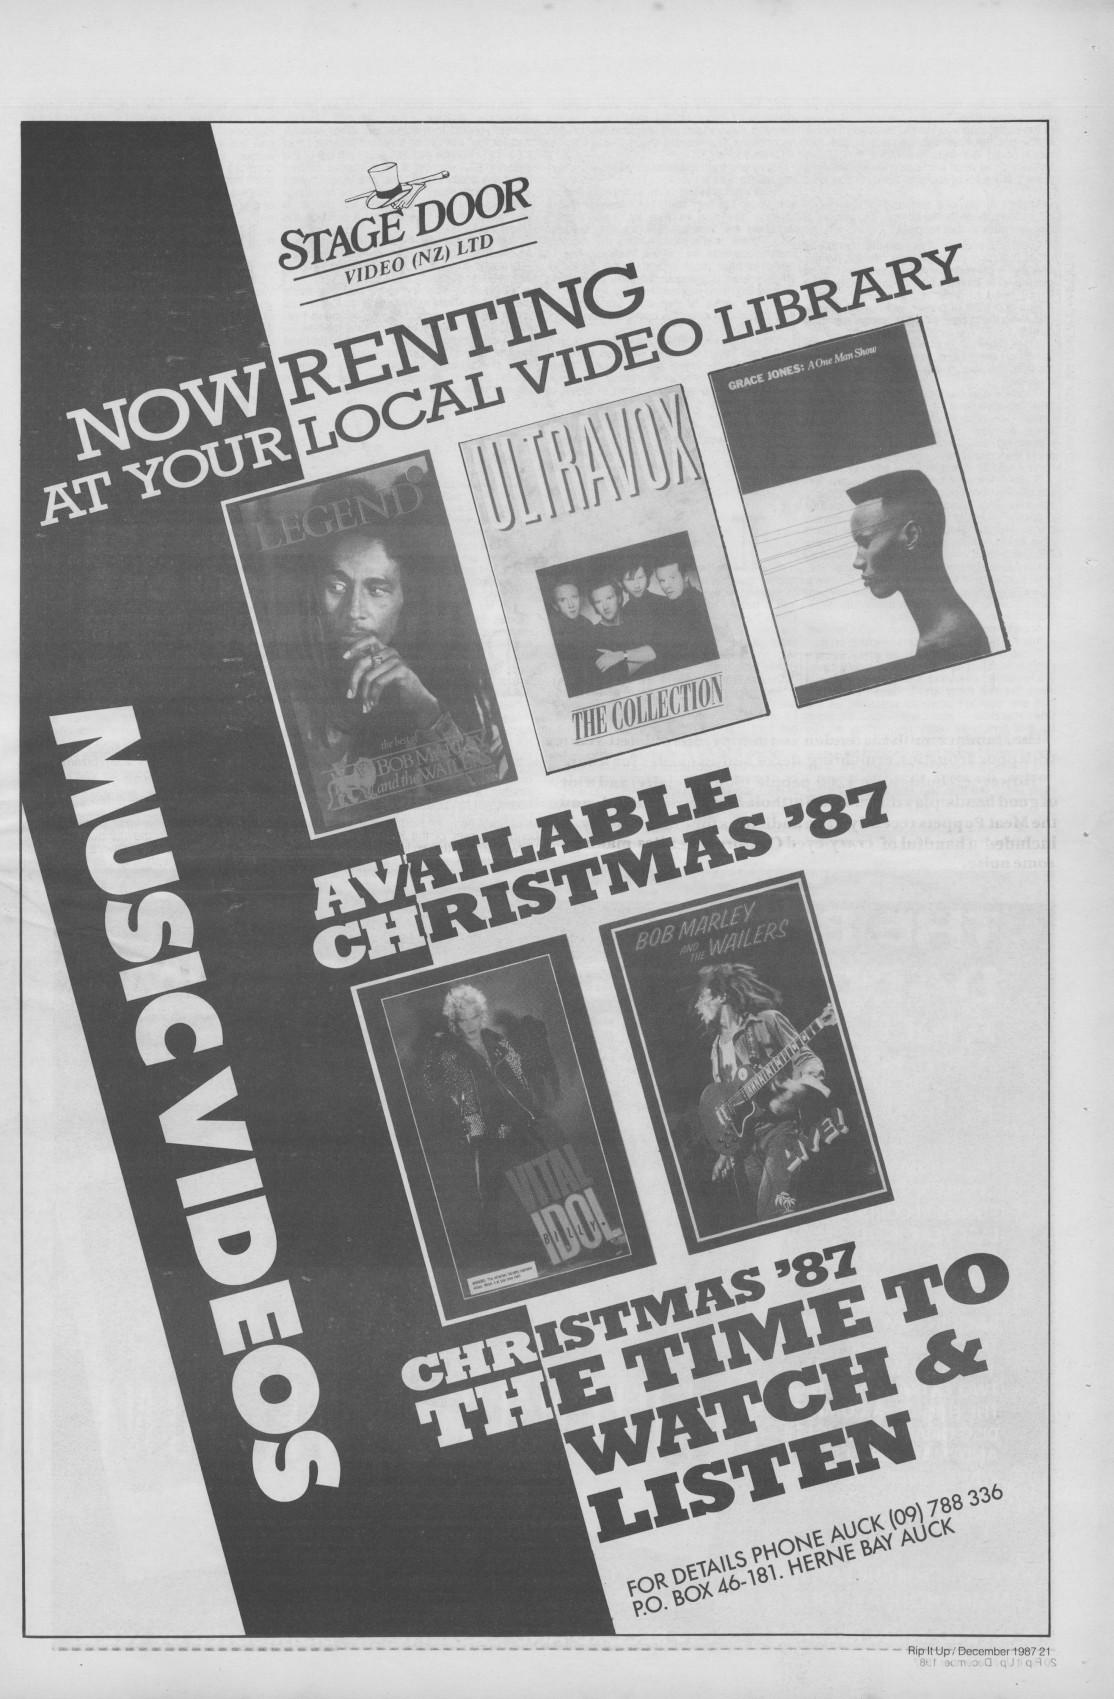 STAGE DOOR
VIDEO (NZ) LTD
NOW RENTING
AT YOUR LOCAL VIDEO LIBRARY
LEGEND
the best of
BOB MARLEY
and the WAILERS
ULTRAVOX
THE COLLECTION
GRACE JONES: A One Man Show
MUSIC VIDEOS
AVAILABLE
CHRISTMAS '87
VITAL
IDOL
BILLY
BOB MARLEY
AND THE WAILERS
LIVE!
CHRISTMAS '87
THE TIME TO
WATCH &
LISTEN
FOR DETAILS PHONE AUCK (09) 788 336
P.O. BOX 46-181. HERNE BAY AUCK
Rip It Up / December 1987 21